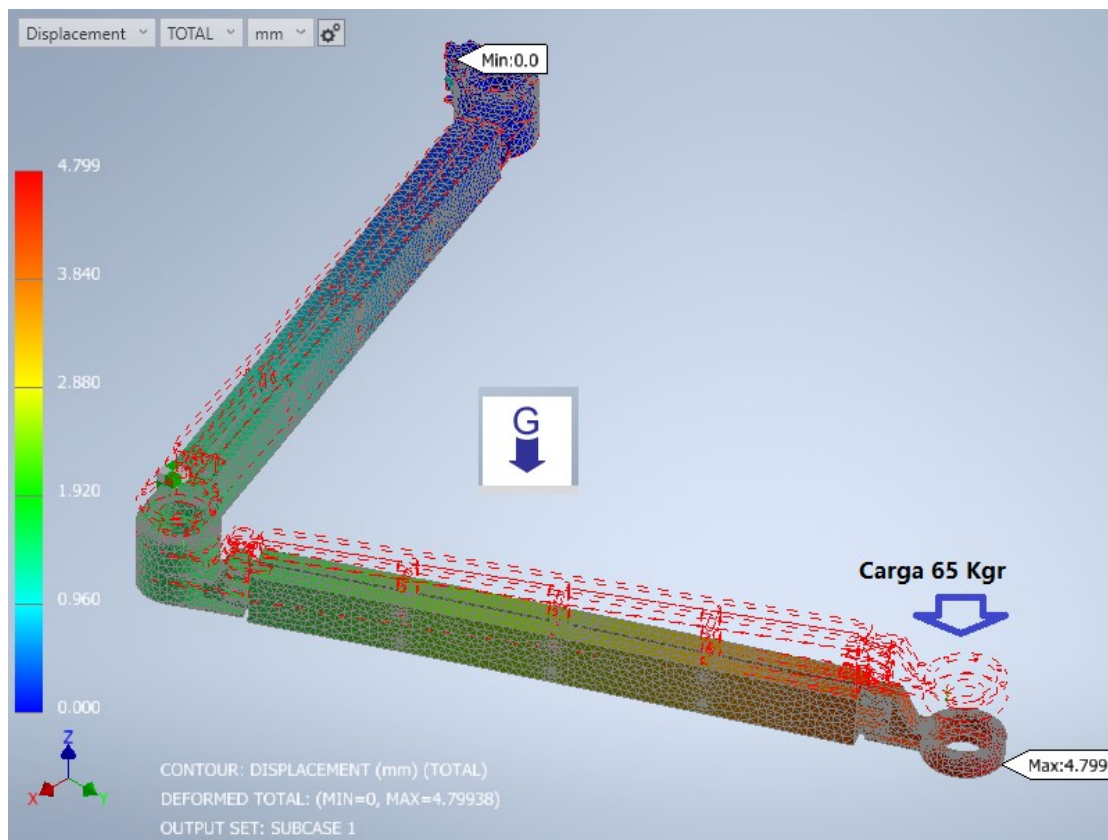 Displacement TOTAL mm
Min:0.0
4.799
3.840
2.880
G
1.920
Carga 65 Kgr
0.960
0.000
Z
Max:4.799
X Y
CONTOUR: DISPLACEMENT (mm) (TOTAL)
DEFORMED TOTAL: (MIN=0, MAX=4.79938)
OUTPUT SET: SUBCASE 1